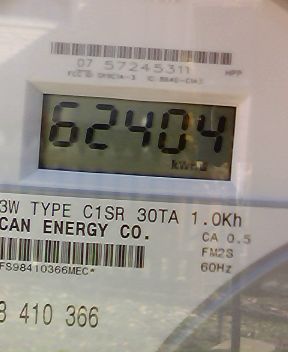 07 57245311
HPP
62404
kWh
3W TYPE C1SR 30TA 1.0Kh
CAN ENERGY CO.
CA 0.5
FM2S
60Hz
FS98410366MEC*
410 366